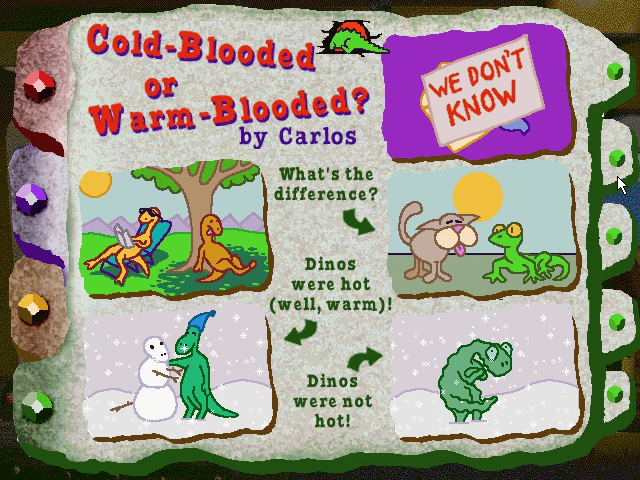 Cold-Blooded
or
Warm-Blooded?
by Carlos
WE DON'T
KNOW
What's the
difference?
Dinos
were hot
(well, warm)!
Dinos
were not
hot!